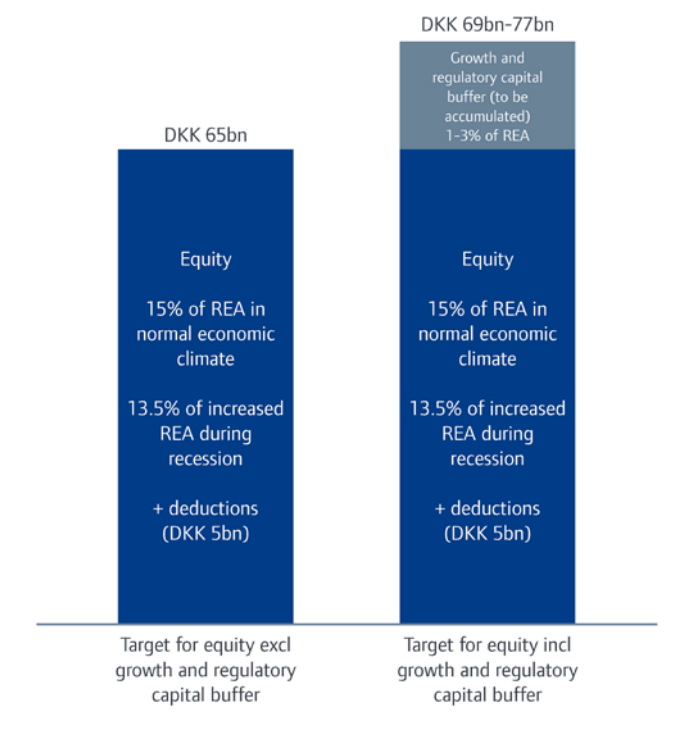 DKK 65bn
Equity
15% of REA in
normal economic
climate
13.5% of increased
REA during
recession
+ deductions
(DKK 5bn)
Target for equity excl
growth and regulatory
capital buffer
DKK 69bn-77bn
Growth and
regulatory capital
buffer (to be
accumulated)
1-3% of REA
Equity
15% of REA in
normal economic
climate
13.5% of increased
REA during
recession
+ deductions
(DKK 5bn)
Target for equity incl
growth and regulatory
capital buffer